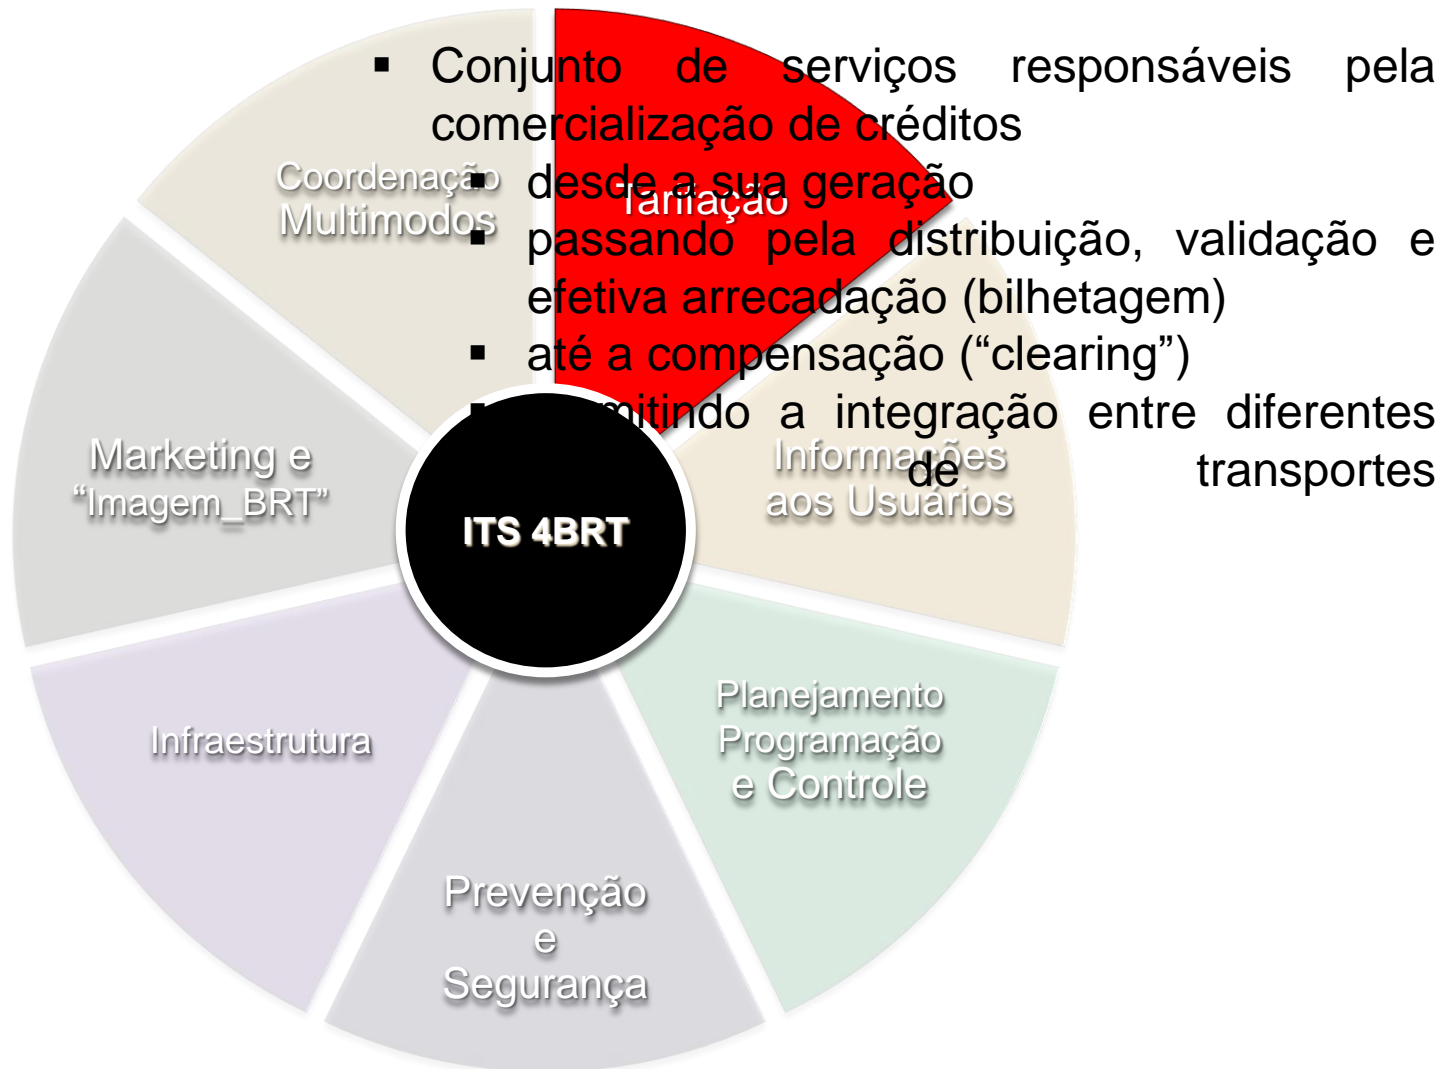 Conjunto de serviços responsáveis pela
comercialização de créditos
desde a sua geração
passando pela distribuição, validação e
efetiva arrecadação (bilhetagem)
até a compensação (“clearing”)
a integração entre diferentes
de transportes
Coordenação
Multimodos
Tarifação
Marketing e
“Imagem_BRT”
ITS 4BRT
Informações
aos Usuários
Infraestrutura
Planejamento
Programação
e Controle
Prevenção
e
Segurança